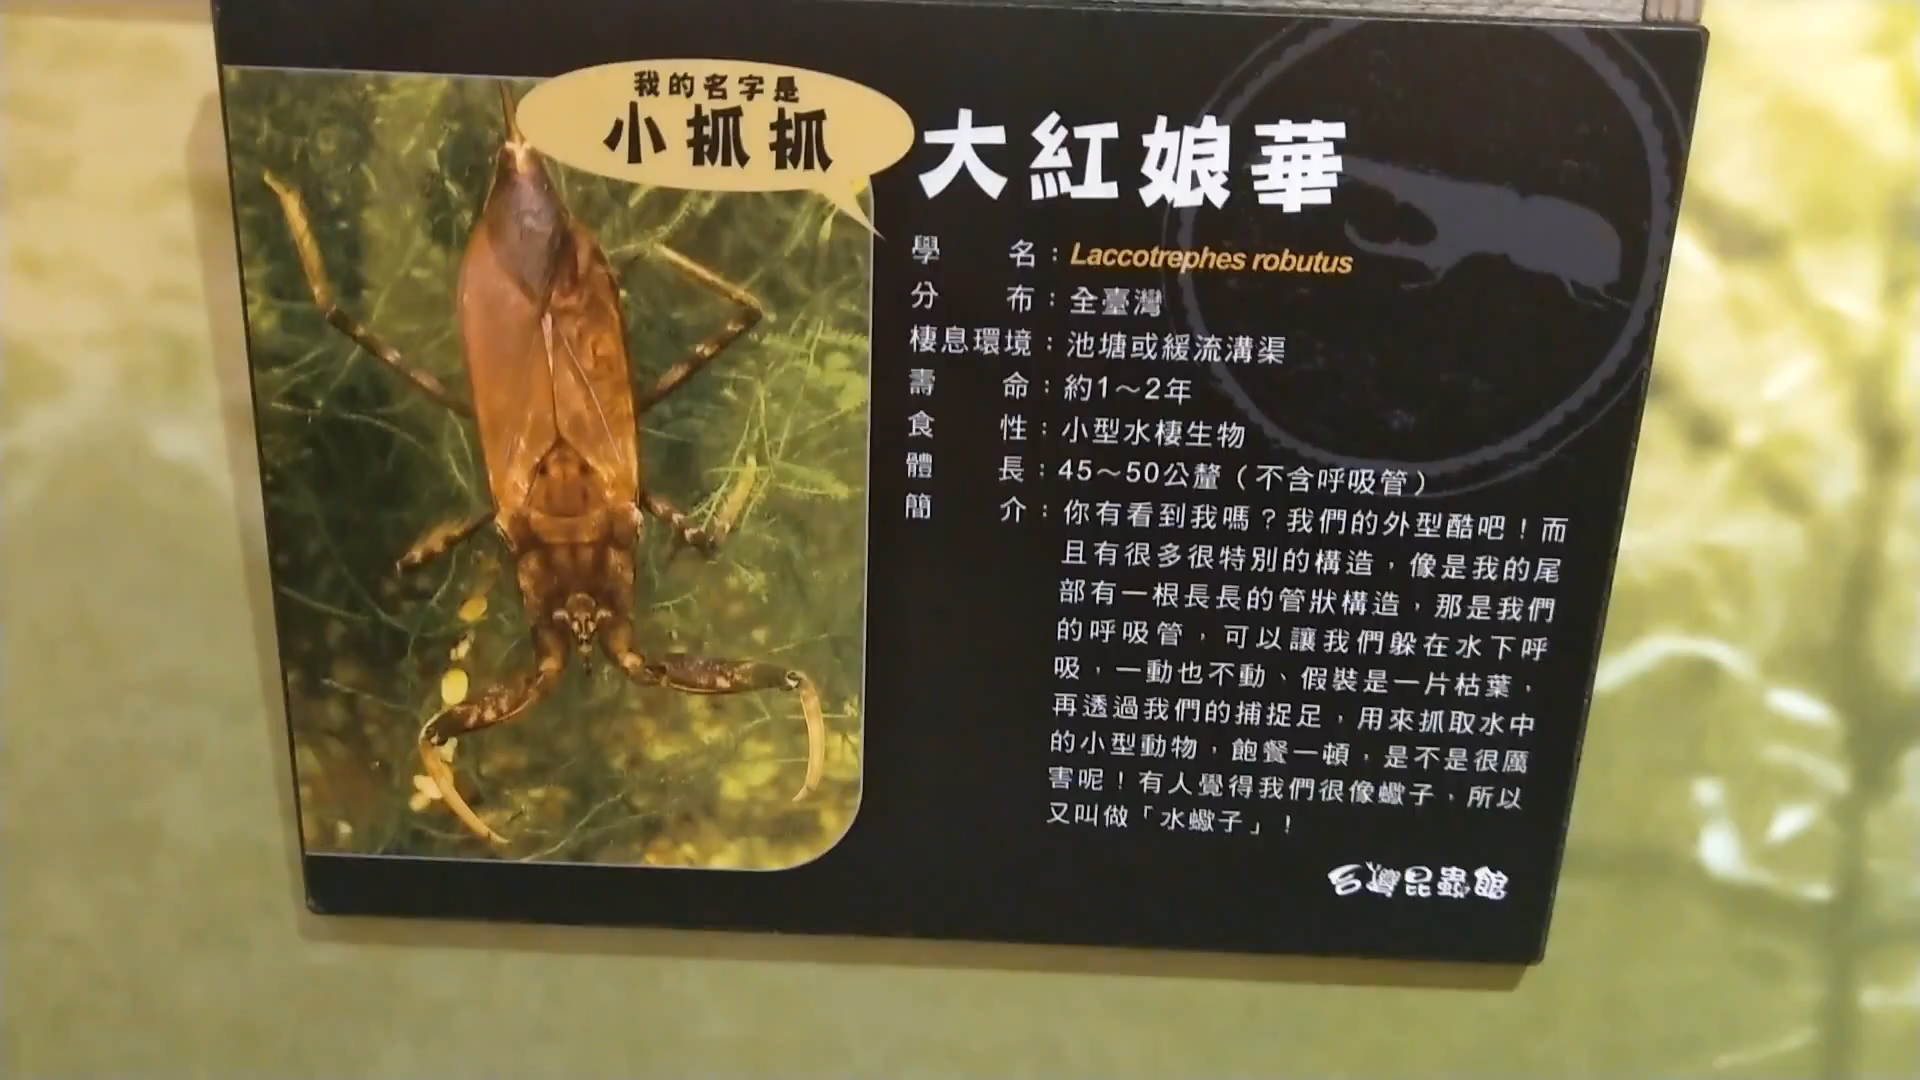 我的名字是
小抓抓
大紅娘華
學名：Laccotrephes robutus
分布：全臺灣
棲息環境：池塘或緩流溝渠
壽命：約1～2年
食性：小型水棲生物
體長：45～50公釐（不含呼吸管）
簡介：你有看到我嗎？我們的外型酷吧！而
且有很多很特別的構造，像是我的尾
部有一根長長的管狀構造，那是我們
的呼吸管，可以讓我們躲在水下呼
吸，一動也不動、假裝是一片枯葉，
再透過我們的捕捉足，用來抓取水中
的小型動物，飽餐一頓，是不是很厲
害呢！有人覺得我們很像蠍子，所以
又叫做「水蠍子」！
台灣昆蟲館